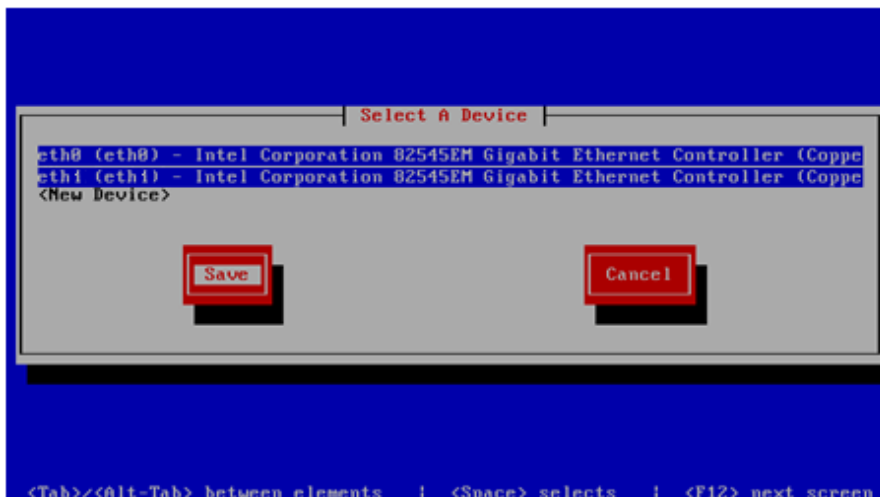 Select A Device
eth0 (eth0) - Intel Corporation 82545EM Gigabit Ethernet Controller (Coppe
eth1 (eth1) - Intel Corporation 82545EM Gigabit Ethernet Controller (Coppe
<New Device>
Save Cancel
<Tab>/<Alt-Tab> between elements | <Space> selects | <F12> next screen